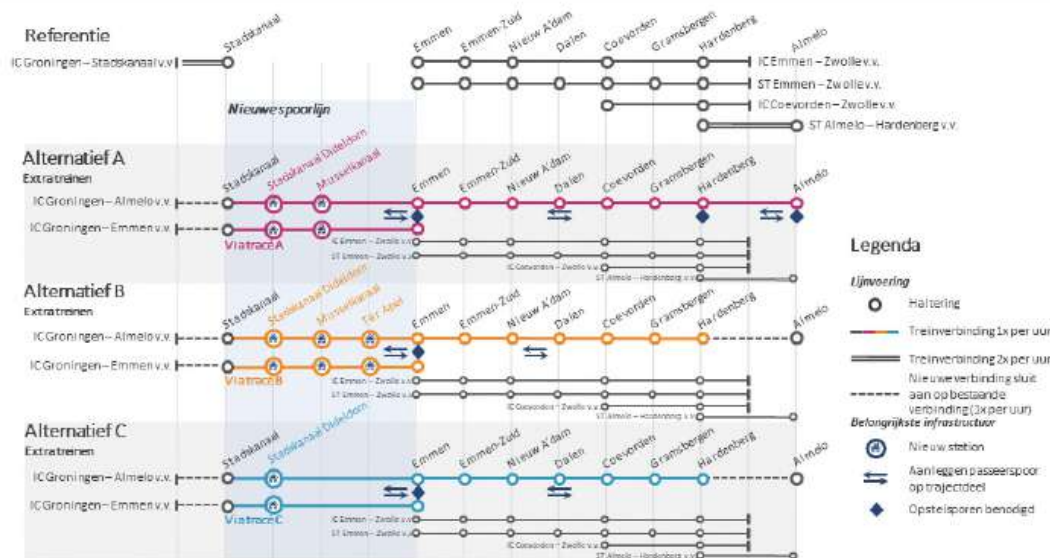 Referentie
Stadskanaal
Emmen
Emmen-Zuid
Nieuw A'dam
Dalen
Coevorden
Gramsbergen
Hardenberg
Almelo
IC Groningen – Stadskanaal v.v.
IC Emmen – Zwolle v.v.
ST Emmen – Zwolle v.v.
IC Coevorden – Zwolle v.v.
ST Almelo – Hardenberg v.v.
Nieuwe spoorlijn
Alternatief A
Extra treinen
Stadskanaal
Stadskanaal Dideldom
Musselkanaal
Emmen
Emmen-Zuid
Nieuw A'dam
Dalen
Coevorden
Gramsbergen
Hardenberg
Almelo
IC Groningen – Almelo v.v.
IC Groningen – Emmen v.v.
Via tracé A
IC Emmen – Zwolle v.v.
ST Emmen – Zwolle v.v.
IC Coevorden – Zwolle v.v.
ST Almelo – Hardenberg v.v.
Alternatief B
Extra treinen
Stadskanaal
Stadskanaal Dideldom
Musselkanaal
Ter Apel
Emmen
Emmen-Zuid
Nieuw A'dam
Dalen
Coevorden
Gramsbergen
Hardenberg
Almelo
IC Groningen – Almelo v.v.
IC Groningen – Emmen v.v.
Via tracé B
IC Emmen – Zwolle v.v.
ST Emmen – Zwolle v.v.
IC Coevorden – Zwolle v.v.
ST Almelo – Hardenberg v.v.
Alternatief C
Extra treinen
Stadskanaal
Stadskanaal Dideldom
Emmen
Emmen-Zuid
Nieuw A'dam
Dalen
Coevorden
Gramsbergen
Hardenberg
Almelo
IC Groningen – Almelo v.v.
IC Groningen – Emmen v.v.
Via tracé C
IC Emmen – Zwolle v.v.
ST Emmen – Zwolle v.v.
IC Coevorden – Zwolle v.v.
ST Almelo – Hardenberg v.v.
Legenda
Lijnvoering
Haltering
Treinverbinding 1x per uur
Treinverbinding 2x per uur
Nieuwe verbinding sluit
aan op bestaande
verbinding (1x per uur)
Belangrijkste infrastructuur
Nieuw station
Aanleggen passeerspoor
op trajectdeel
Opstelsporen benodigd